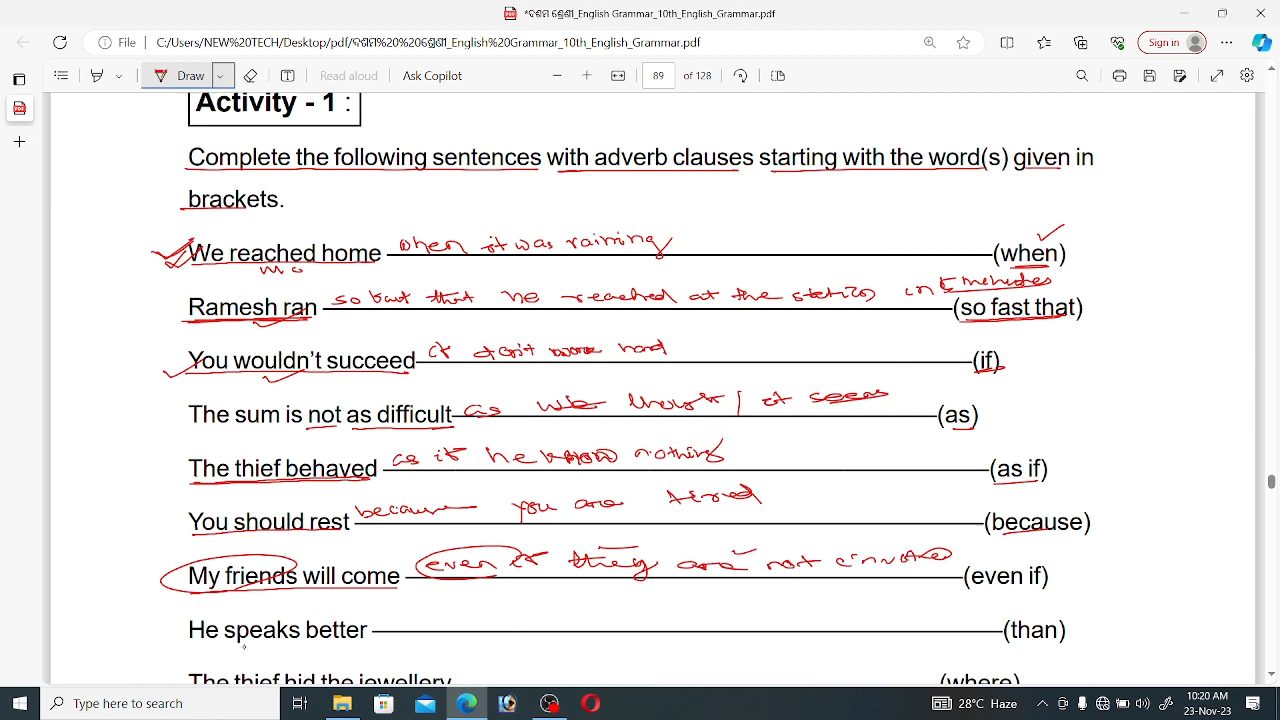 _English Grammar_10th_English_Grammar.pdf
File C:/Users/NEW%20TECH/Desktop/pdf/ _English%20Grammar_10th_English_Grammar.pdf Sign in
Draw Read aloud Ask Copilot 89 of 128
Activity - 1 :
Complete the following sentences with adverb clauses starting with the word(s) given in
brackets.
We reached home when it was raining (when)
Ramesh ran so fast that he reached at the station in 5 minutes (so fast that)
You wouldn't succeed if don't work hard (if)
The sum is not as difficult as thought / it seems (as)
The thief behaved as if he know nothing (as if)
You should rest because you are tired (because)
My friends will come even if they are not invited (even if)
He speaks better (than)
The thief hid the jewellery (where)
Type here to search 28°C Haze 10:20 AM
23-Nov-23